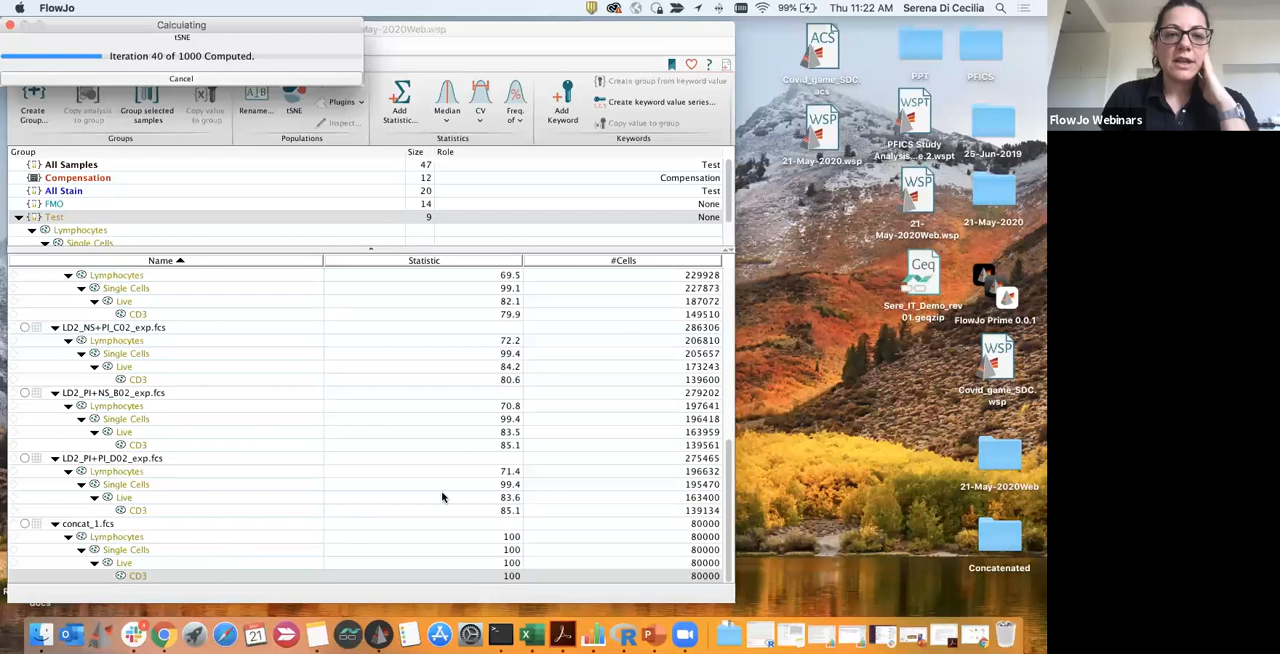 FlowJo
99%
Thu 11:22 AM
Serena Di Cecilia
Calculating
May-2020Web.wsp
tSNE
Iteration 40 of 1000 Computed.
Cancel
Create
Group...
Copy analysis
to group
Group selected
samples
Copy value
to group
Rename...
tSNE
Plugins
Inspect...
Add
Statistic...
Median
CV
Freq.
of
Add
Keyword
Create group from keyword value
Create keyword value series...
Copy value to group
Groups
Populations
Statistics
Keywords
Group Size Role
All Samples 47 Test
Compensation 12 Compensation
All Stain 20 Test
FMO 14 None
Test 9 None
Lymphocytes
Single Cells
Name Statistic #Cells
Lymphocytes 69.5 229928
Single Cells 99.1 227873
Live 82.1 187072
CD3 79.9 149510
LD2_NS+PI_C02_exp.fcs 286306
Lymphocytes 72.2 206810
Single Cells 99.4 205657
Live 84.2 173243
CD3 80.6 139600
LD2_PI+NS_B02_exp.fcs 279202
Lymphocytes 70.8 197641
Single Cells 99.4 196418
Live 83.5 163959
CD3 85.1 139561
LD2_PI+PI_D02_exp.fcs 275465
Lymphocytes 71.4 196632
Single Cells 99.4 195470
Live 83.6 163400
CD3 85.1 139134
concat_1.fcs 80000
Lymphocytes 100 80000
Single Cells 100 80000
Live 100 80000
CD3 100 80000
docs
ACS
Covid_game_SDC.
acs
PPT
PFICS
WSP
21-May-2020.wsp
WSPT
PFICS Study
Analysis...e.2.wspt
25-Jun-2019
WSP
21-
May-2020Web.wsp
21-May-2020
Geq
Sere_IT_Demo_rev
01.geqzip
FlowJo Prime 0.0.1
WSP
Covid_game_SDC.
wsp
21-May-2020Web
Concatenated
FlowJo Webinars